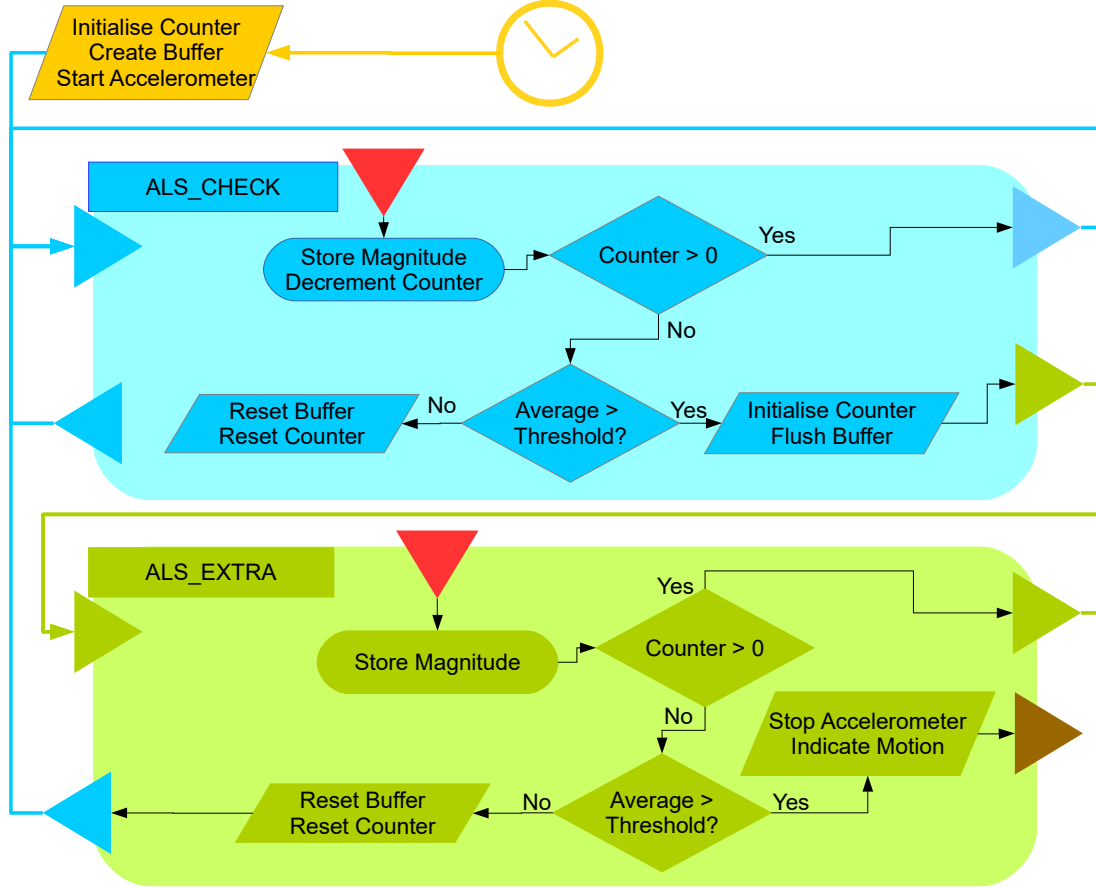 Initialise Counter
Create Buffer
Start Accelerometer
ALS_CHECK
Store Magnitude
Decrement Counter
Counter > 0
Yes
No
Average >
Threshold?
No
Reset Buffer
Reset Counter
Yes
Initialise Counter
Flush Buffer
ALS_EXTRA
Store Magnitude
Counter > 0
Yes
No
Average >
Threshold?
No
Reset Buffer
Reset Counter
Yes
Stop Accelerometer
Indicate Motion